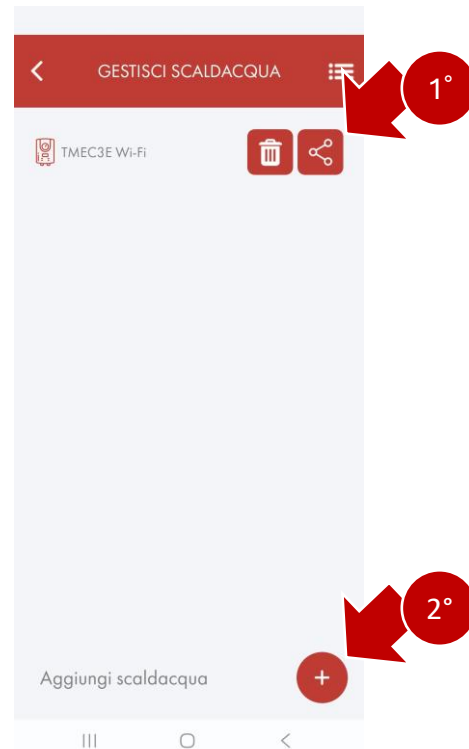 GESTISCI SCALDACQUA
1°
TMEC3E Wi-Fi
2°
Aggiungi scaldacqua
+